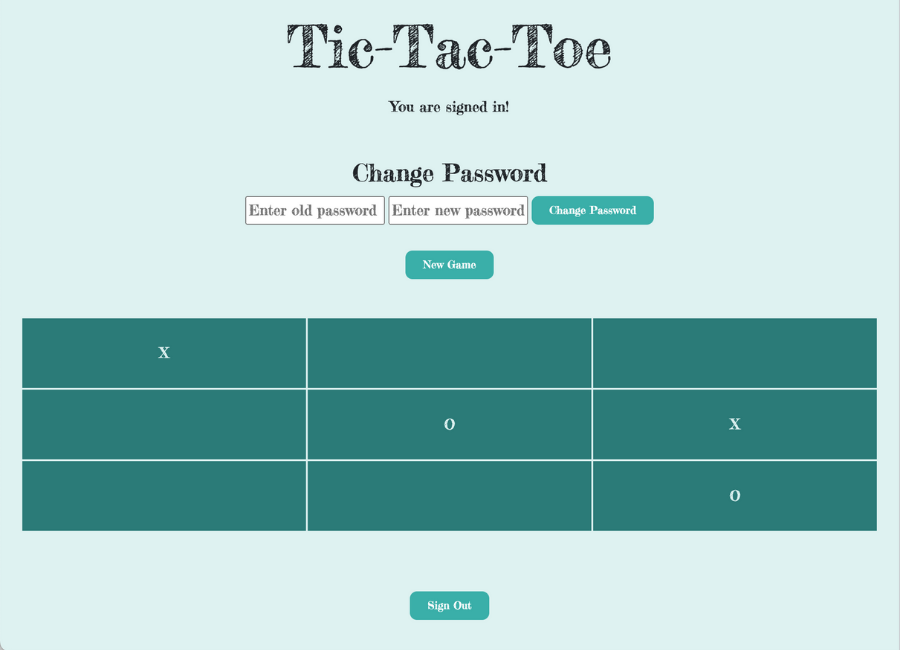 Tic-Tac-Toe
You are signed in!
Change Password
Enter old password Enter new password Change Password
New Game
X
O X
O
Sign Out